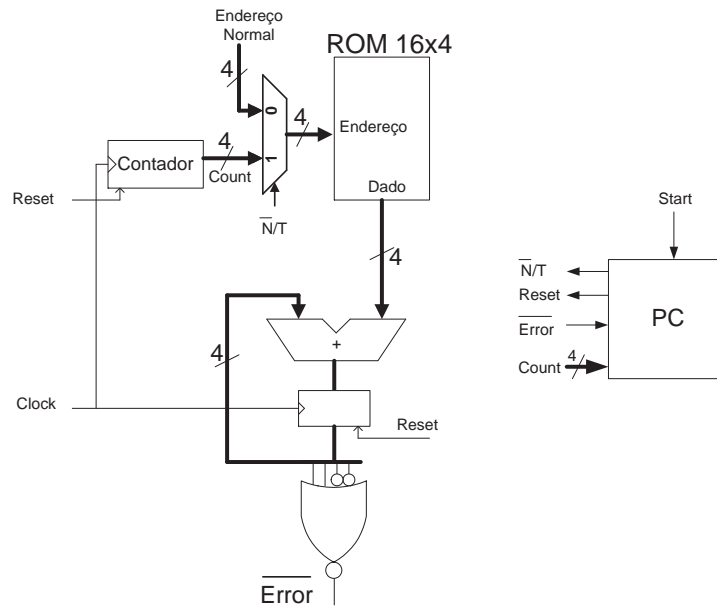 Endereço
Normal
ROM 16x4
4
0
4
Endereço
4
Contador
1
Count
Reset
Dado
N/T
Start
4
N/T
Reset
PC
Error
+
4
4
Count
Clock
Reset
Error